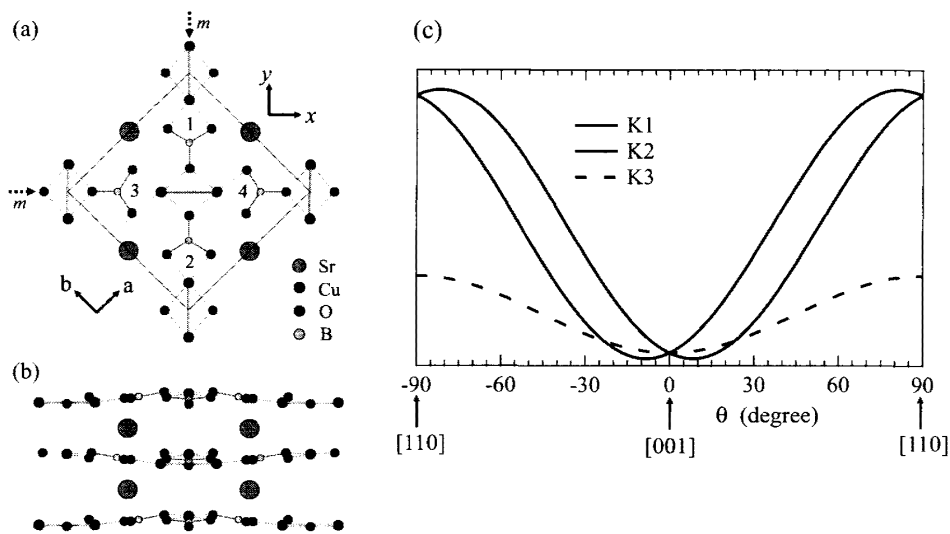 (a)
m
y
x
1
3
4
m
2
b
a
Sr
Cu
O
B
(b)
(c)
K1
K2
K3
-90 -60 -30 0 30 60 90
θ (degree)
[110] [001] [110]